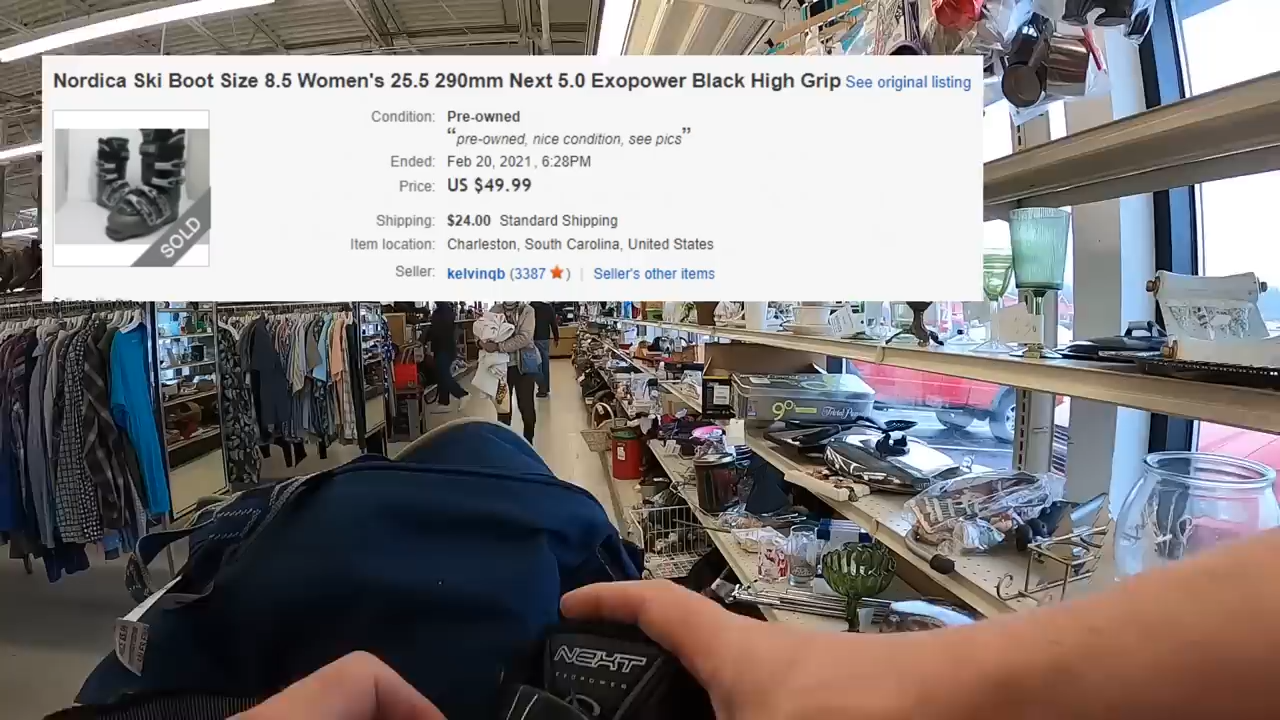 Nordica Ski Boot Size 8.5 Women's 25.5 290mm Next 5.0 Exopower Black High Grip See original listing
Condition: Pre-owned
“pre-owned, nice condition, see pics”
Ended: Feb 20, 2021, 6:28PM
Price: US $49.99
Shipping: $24.00 Standard Shipping
Item location: Charleston, South Carolina, United States
Seller: kelvinqb (3387 ) | Seller's other items
SOLD
90
Trivial
NEXT
EXOPOWER